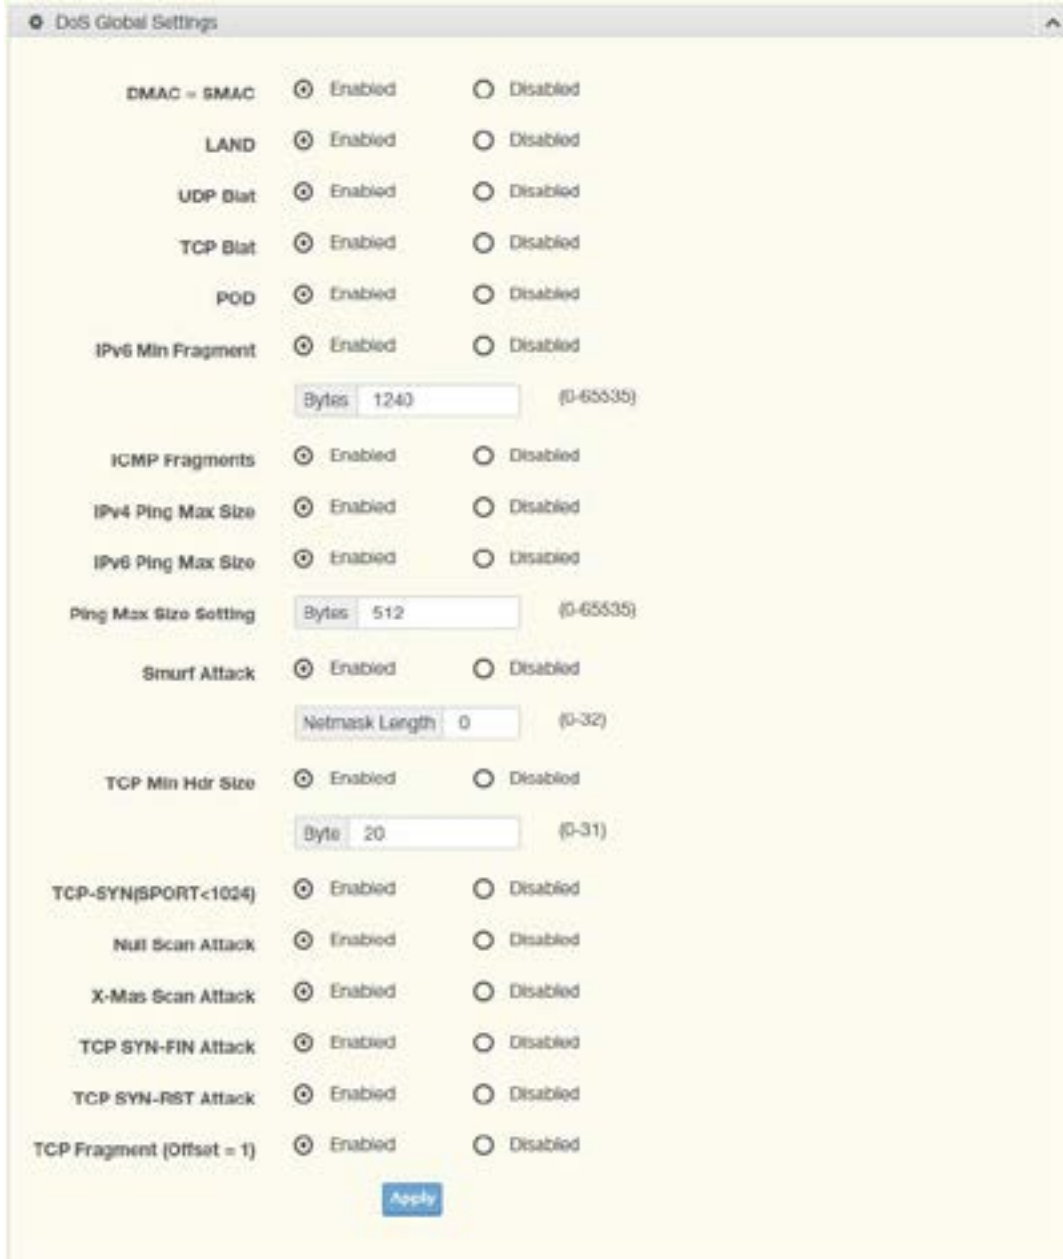 DoS Global Settings
DMAC = SMAC Enabled Disabled
LAND Enabled Disabled
UDP Blat Enabled Disabled
TCP Blat Enabled Disabled
POD Enabled Disabled
IPv6 Min Fragment Enabled Disabled
Bytes 1240 (0-65535)
ICMP Fragments Enabled Disabled
IPv4 Ping Max Size Enabled Disabled
IPv6 Ping Max Size Enabled Disabled
Ping Max Size Setting Bytes 512 (0-65535)
Smurf Attack Enabled Disabled
Netmask Length 0 (0-32)
TCP Min Hdr Size Enabled Disabled
Byte 20 (0-31)
TCP-SYN(SPORT<1024) Enabled Disabled
Null Scan Attack Enabled Disabled
X-Mas Scan Attack Enabled Disabled
TCP SYN-FIN Attack Enabled Disabled
TCP SYN-RST Attack Enabled Disabled
TCP Fragment (Offset = 1) Enabled Disabled
Apply